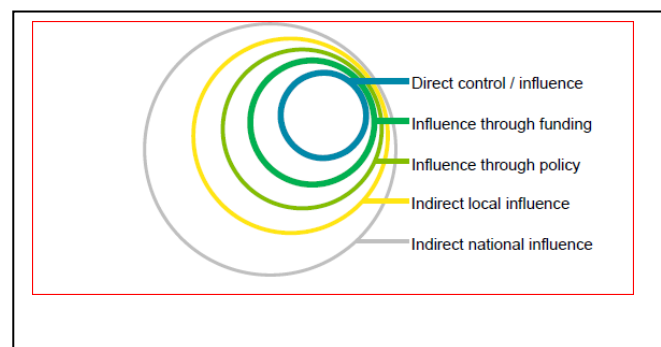 Direct control / influence
Influence through funding
Influence through policy
Indirect local influence
Indirect national influence